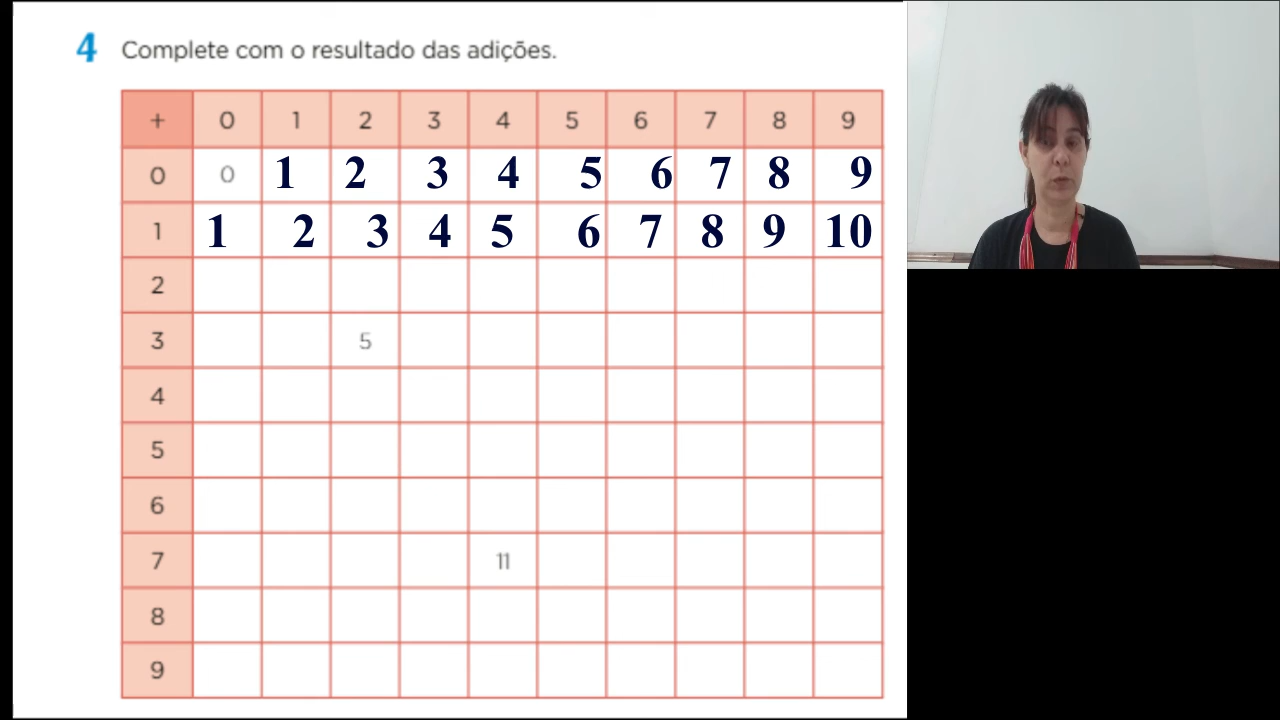 4 Complete com o resultado das adições.
+ 0 1 2 3 4 5 6 7 8 9
0 0 1 2 3 4 5 6 7 8 9
1 1 2 3 4 5 6 7 8 9 10
2
3 5
4
5
6
7 11
8
9